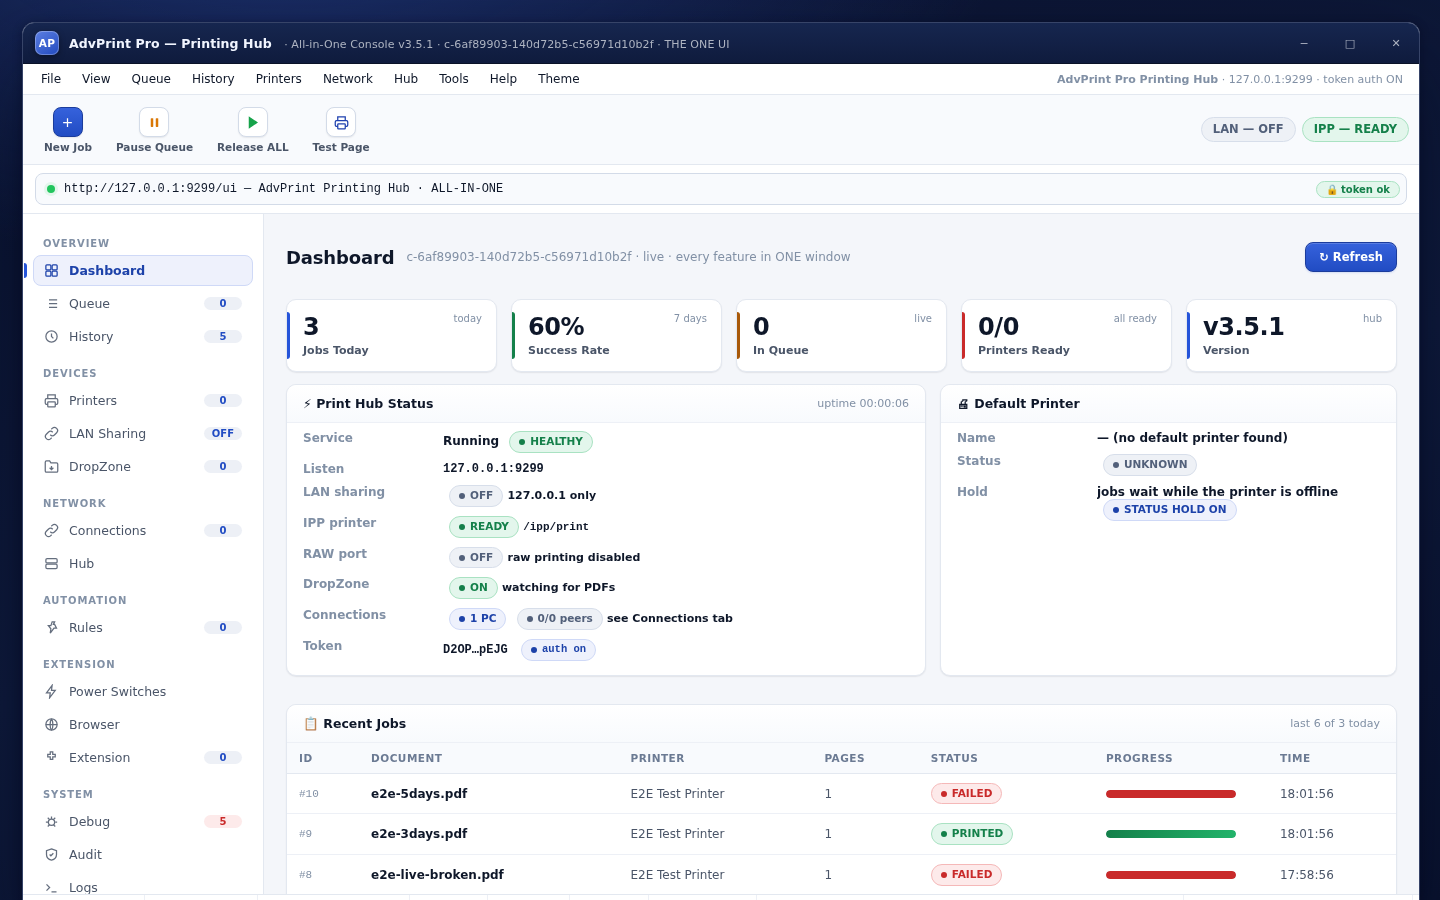 AP AdvPrint Pro — Printing Hub · All-in-One Console v3.5.1 · c-6af89903-140d72b5-c56971d10b2f · THE ONE UI
File View Queue History Printers Network Hub Tools Help Theme AdvPrint Pro Printing Hub · 127.0.0.1:9299 · token auth ON
New Job Pause Queue Release ALL Test Page LAN — OFF IPP — READY
http://127.0.0.1:9299/ui — AdvPrint Printing Hub · ALL-IN-ONE 🔒 token ok
OVERVIEW
Dashboard
Queue 0
History 5
DEVICES
Printers 0
LAN Sharing OFF
DropZone 0
NETWORK
Connections 0
Hub
AUTOMATION
Rules 0
EXTENSION
Power Switches
Browser
Extension 0
SYSTEM
Debug 5
Audit
Logs
Dashboard c-6af89903-140d72b5-c56971d10b2f · live · every feature in ONE window ↻ Refresh
3 today
Jobs Today
60% 7 days
Success Rate
0 live
In Queue
0/0 all ready
Printers Ready
v3.5.1 hub
Version
⚡ Print Hub Status uptime 00:00:06
Service Running HEALTHY
Listen 127.0.0.1:9299
LAN sharing OFF 127.0.0.1 only
IPP printer READY /ipp/print
RAW port OFF raw printing disabled
DropZone ON watching for PDFs
Connections 1 PC 0/0 peers see Connections tab
Token D2OP…pEJG auth on
🖨 Default Printer
Name — (no default printer found)
Status UNKNOWN
Hold jobs wait while the printer is offline
STATUS HOLD ON
📋 Recent Jobs last 6 of 3 today
ID DOCUMENT PRINTER PAGES STATUS PROGRESS TIME
#10 e2e-5days.pdf E2E Test Printer 1 FAILED 18:01:56
#9 e2e-3days.pdf E2E Test Printer 1 PRINTED 18:01:56
#8 e2e-live-broken.pdf E2E Test Printer 1 FAILED 17:58:56